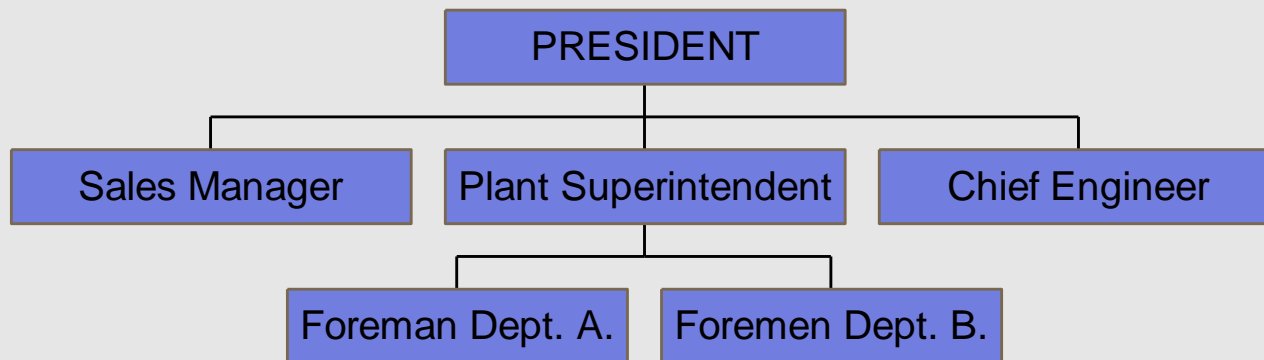 PRESIDENT
Sales Manager
Plant Superintendent
Chief Engineer
Foreman Dept. A.
Foremen Dept. B.